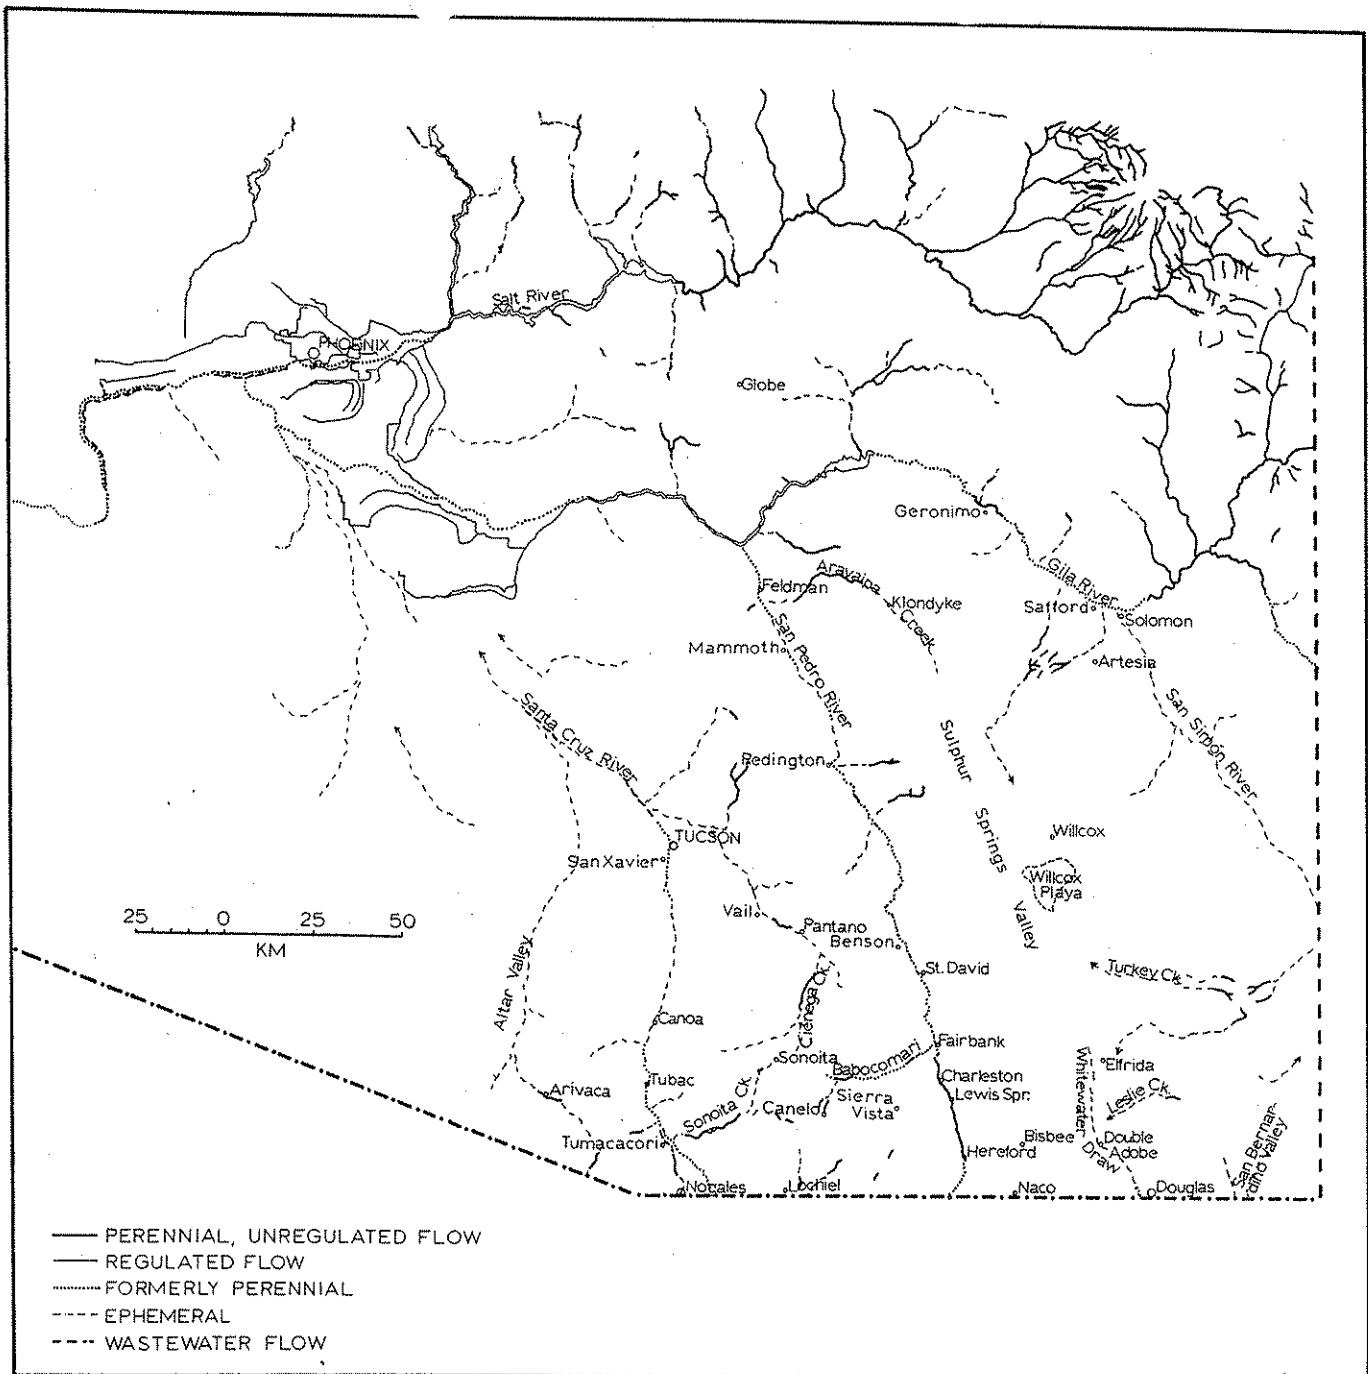 Salt River
PHOENIX
Globe
Geronimo
Gila River
Aravaipa
Creek
Feldman
Klondyke
Safford
Solomon
Mammoth
San Pedro River
Artesia
Santa Cruz River
San Simon River
Sulphur
Springs
Valley
Redington
TUCSON
Willcox
San Xavier
Willcox
Playa
Vail
Pantano
Benson
25 0 25 50
KM
Altar Valley
St. David
Turkey Ck.
Cienega Ck.
Canoa
Sonoita
Babocomari
Fairbank
Whitewater
Draw
Elfrida
Tubac
Charleston
Arivaca
Sonoita Ck.
Canelo
Sierra
Vista
Lewis Spr.
Leslie Ck.
Tumacacori
Hereford
Bisbee
Double
Adobe
San Bernar-
dino Valley
Nogales
Lochiel
Naco
Douglas
PERENNIAL, UNREGULATED FLOW
REGULATED FLOW
FORMERLY PERENNIAL
EPHEMERAL
WASTEWATER FLOW